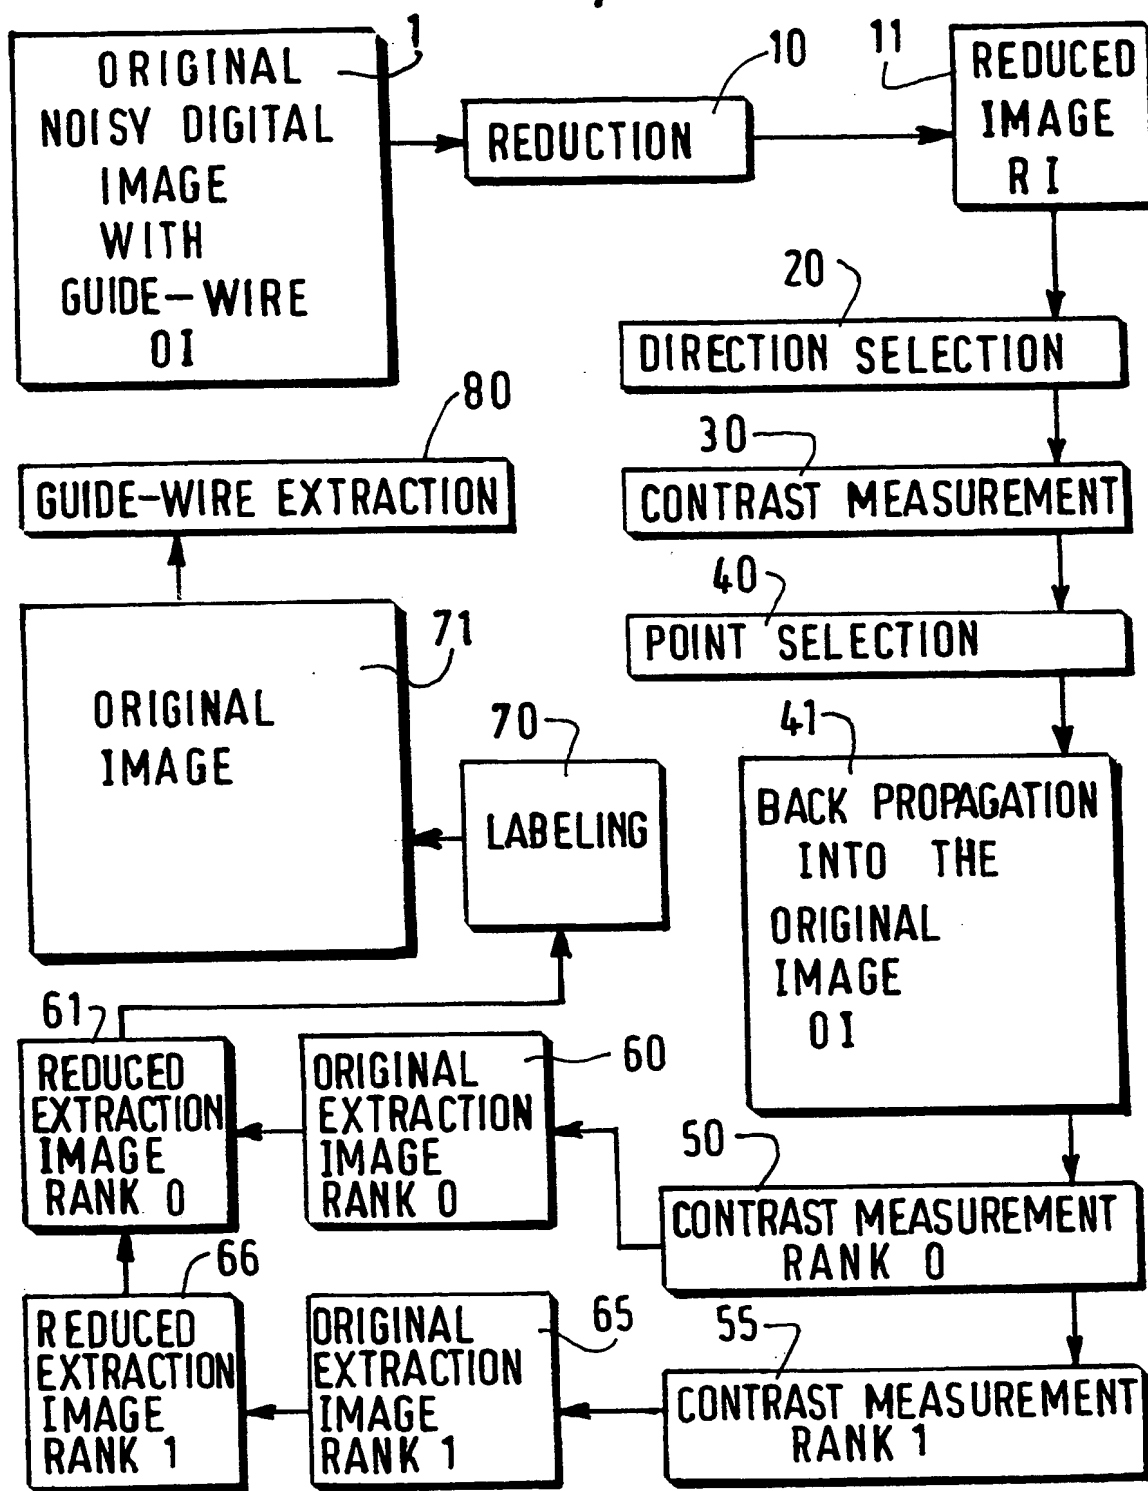 1
ORIGINAL
NOISY DIGITAL
IMAGE
WITH
GUIDE-WIRE
OI
10
REDUCTION
11
REDUCED
IMAGE
RI
20
DIRECTION SELECTION
30
CONTRAST MEASUREMENT
40
POINT SELECTION
41
BACK PROPAGATION
INTO THE
ORIGINAL
IMAGE
OI
50
CONTRAST MEASUREMENT
RANK 0
55
CONTRAST MEASUREMENT
RANK 1
60
ORIGINAL
EXTRACTION
IMAGE
RANK 0
61
REDUCED
EXTRACTION
IMAGE
RANK 0
65
ORIGINAL
EXTRACTION
IMAGE
RANK 1
66
REDUCED
EXTRACTION
IMAGE
RANK 1
70
LABELING
71
ORIGINAL
IMAGE
80
GUIDE-WIRE EXTRACTION